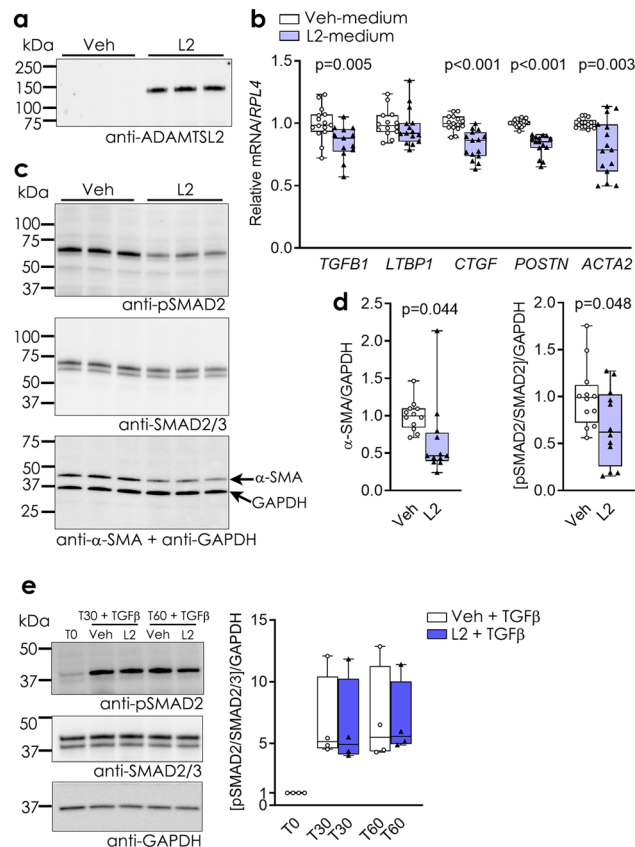 a
kDa
Veh
L2
250
150
100
75
anti-ADAMTSL2
b
Veh-medium
L2-medium
Relative mRNA/RPL4
1.5
1.0
0.5
0.0
p=0.005
p<0.001
p<0.001
p=0.003
TGFB1
LTBP1
CTGF
POSTN
ACTA2
c
kDa
Veh
L2
100
75
50
37
anti-pSMAD2
100
75
50
37
anti-SMAD2/3
75
50
37
25
α-SMA
GAPDH
anti-α-SMA + anti-GAPDH
d
α-SMA/GAPDH
2.5
2.0
1.5
1.0
0.5
0.0
p=0.044
Veh
L2
[pSMAD2/SMAD2]/GAPDH
2.0
1.5
1.0
0.5
0.0
p=0.048
Veh
L2
e
kDa
T30 + TGFβ
T60 + TGFβ
T0
Veh
L2
Veh
L2
50
37
anti-pSMAD2
50
37
anti-SMAD2/3
37
anti-GAPDH
[pSMAD2/SMAD2/3]/GAPDH
15
10
5
1
0
T0
T30
T30
T60
T60
Veh + TGFβ
L2 + TGFβ